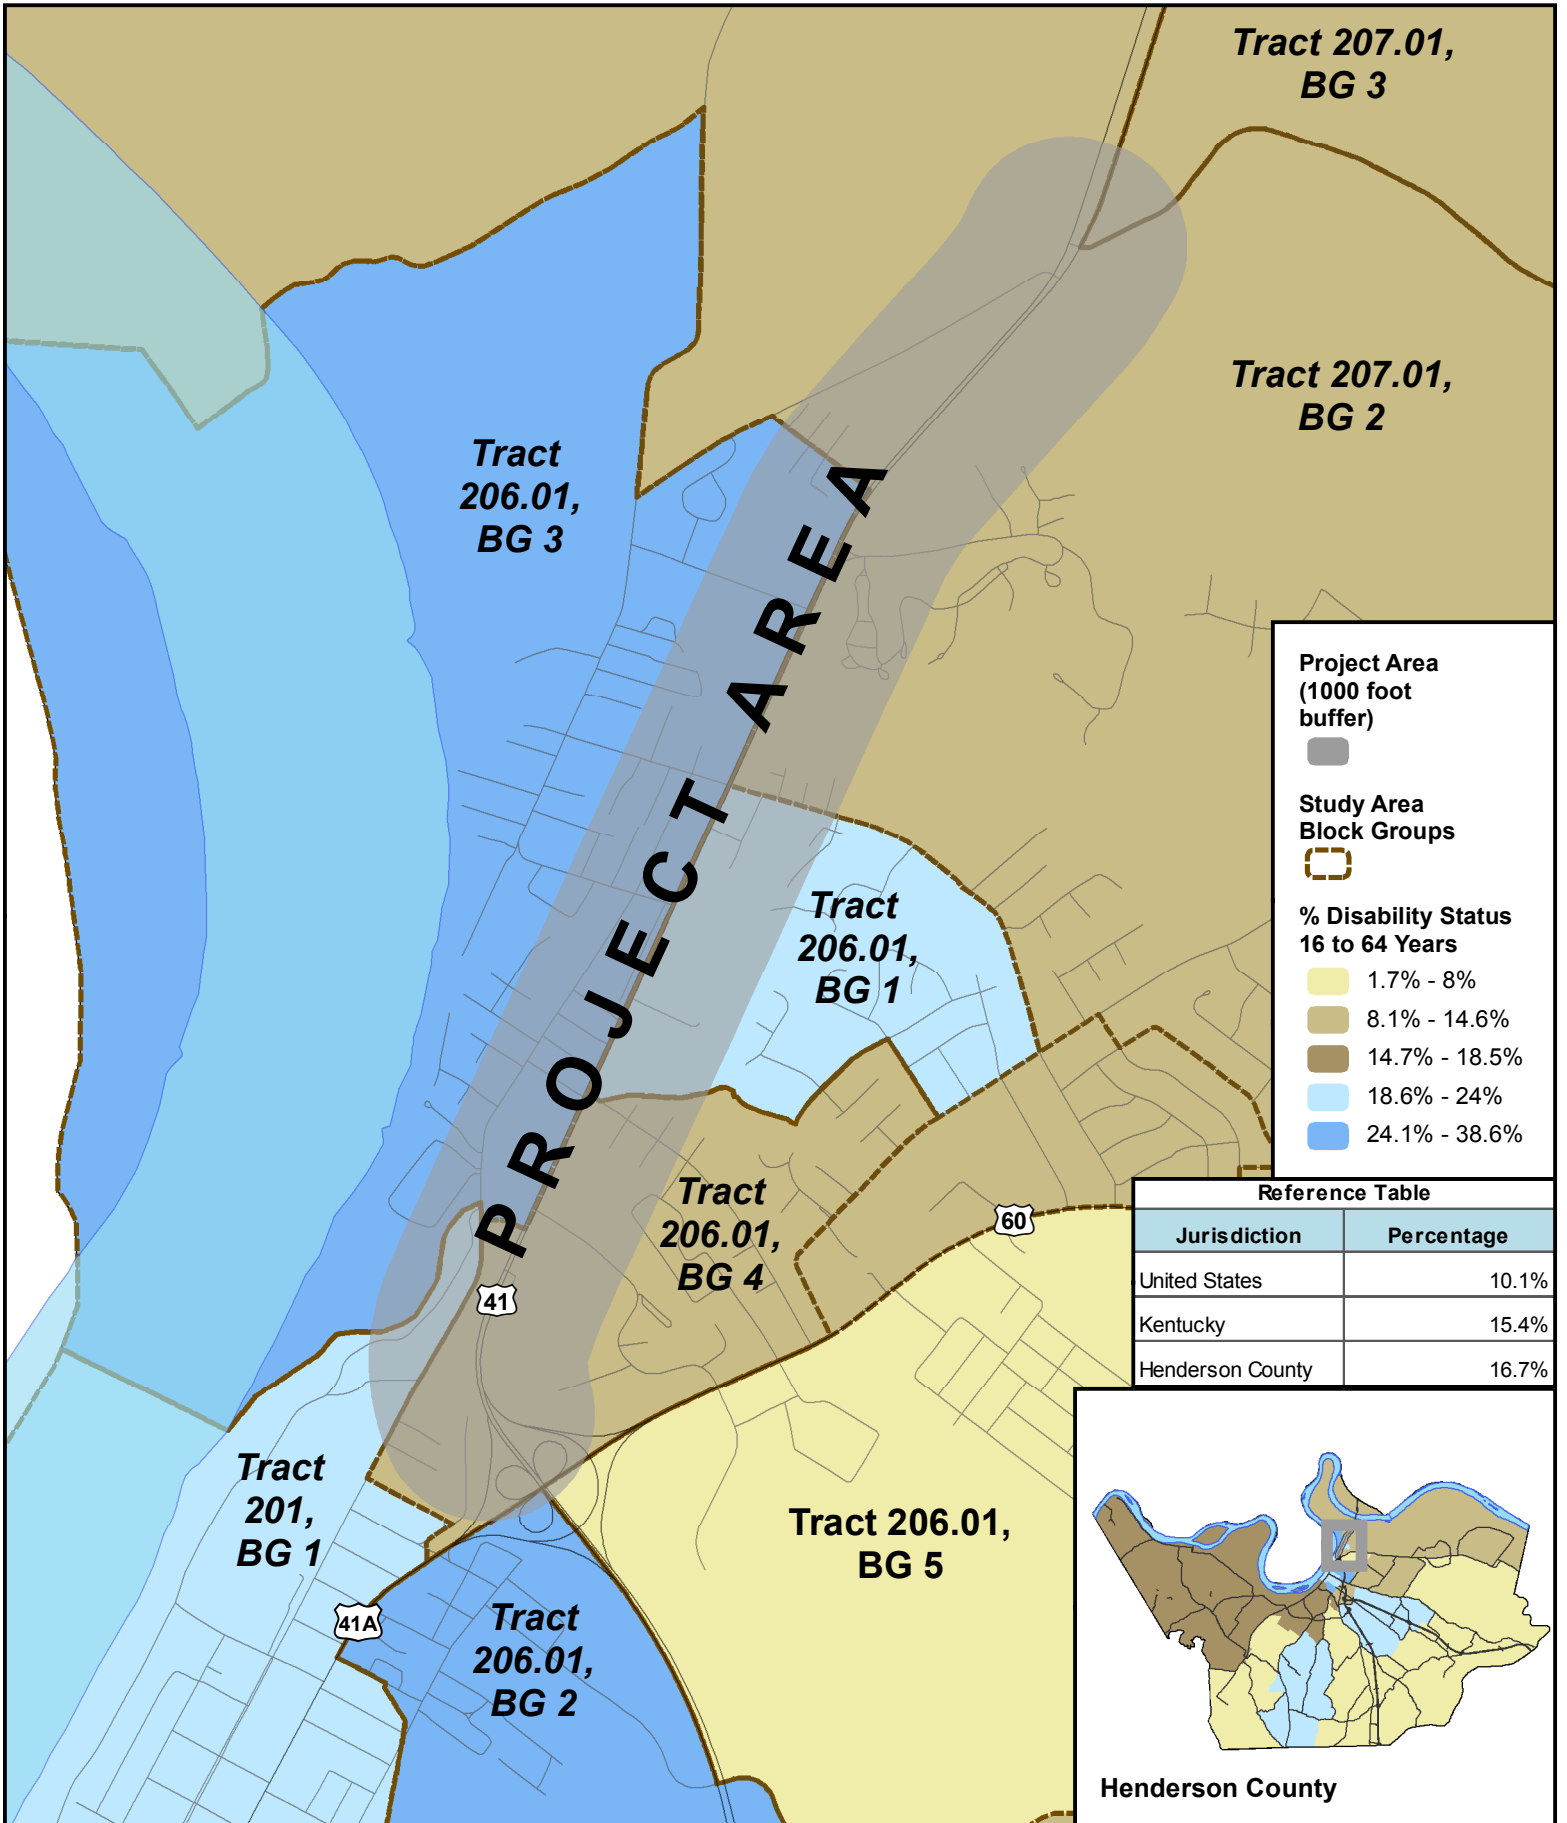 Tract 207.01,
BG 3
Tract 207.01,
BG 2
Tract
206.01,
BG 3
PROJECT AREA
Tract
206.01,
BG 1
Tract
206.01,
BG 4
60
41
Tract
201,
BG 1
41A
Tract
206.01,
BG 2
Tract 206.01,
BG 5
Project Area
(1000 foot
buffer)
Study Area
Block Groups
% Disability Status
16 to 64 Years
1.7% - 8%
8.1% - 14.6%
14.7% - 18.5%
18.6% - 24%
24.1% - 38.6%
Reference Table
Jurisdiction Percentage
United States 10.1%
Kentucky 15.4%
Henderson County 16.7%
Henderson County